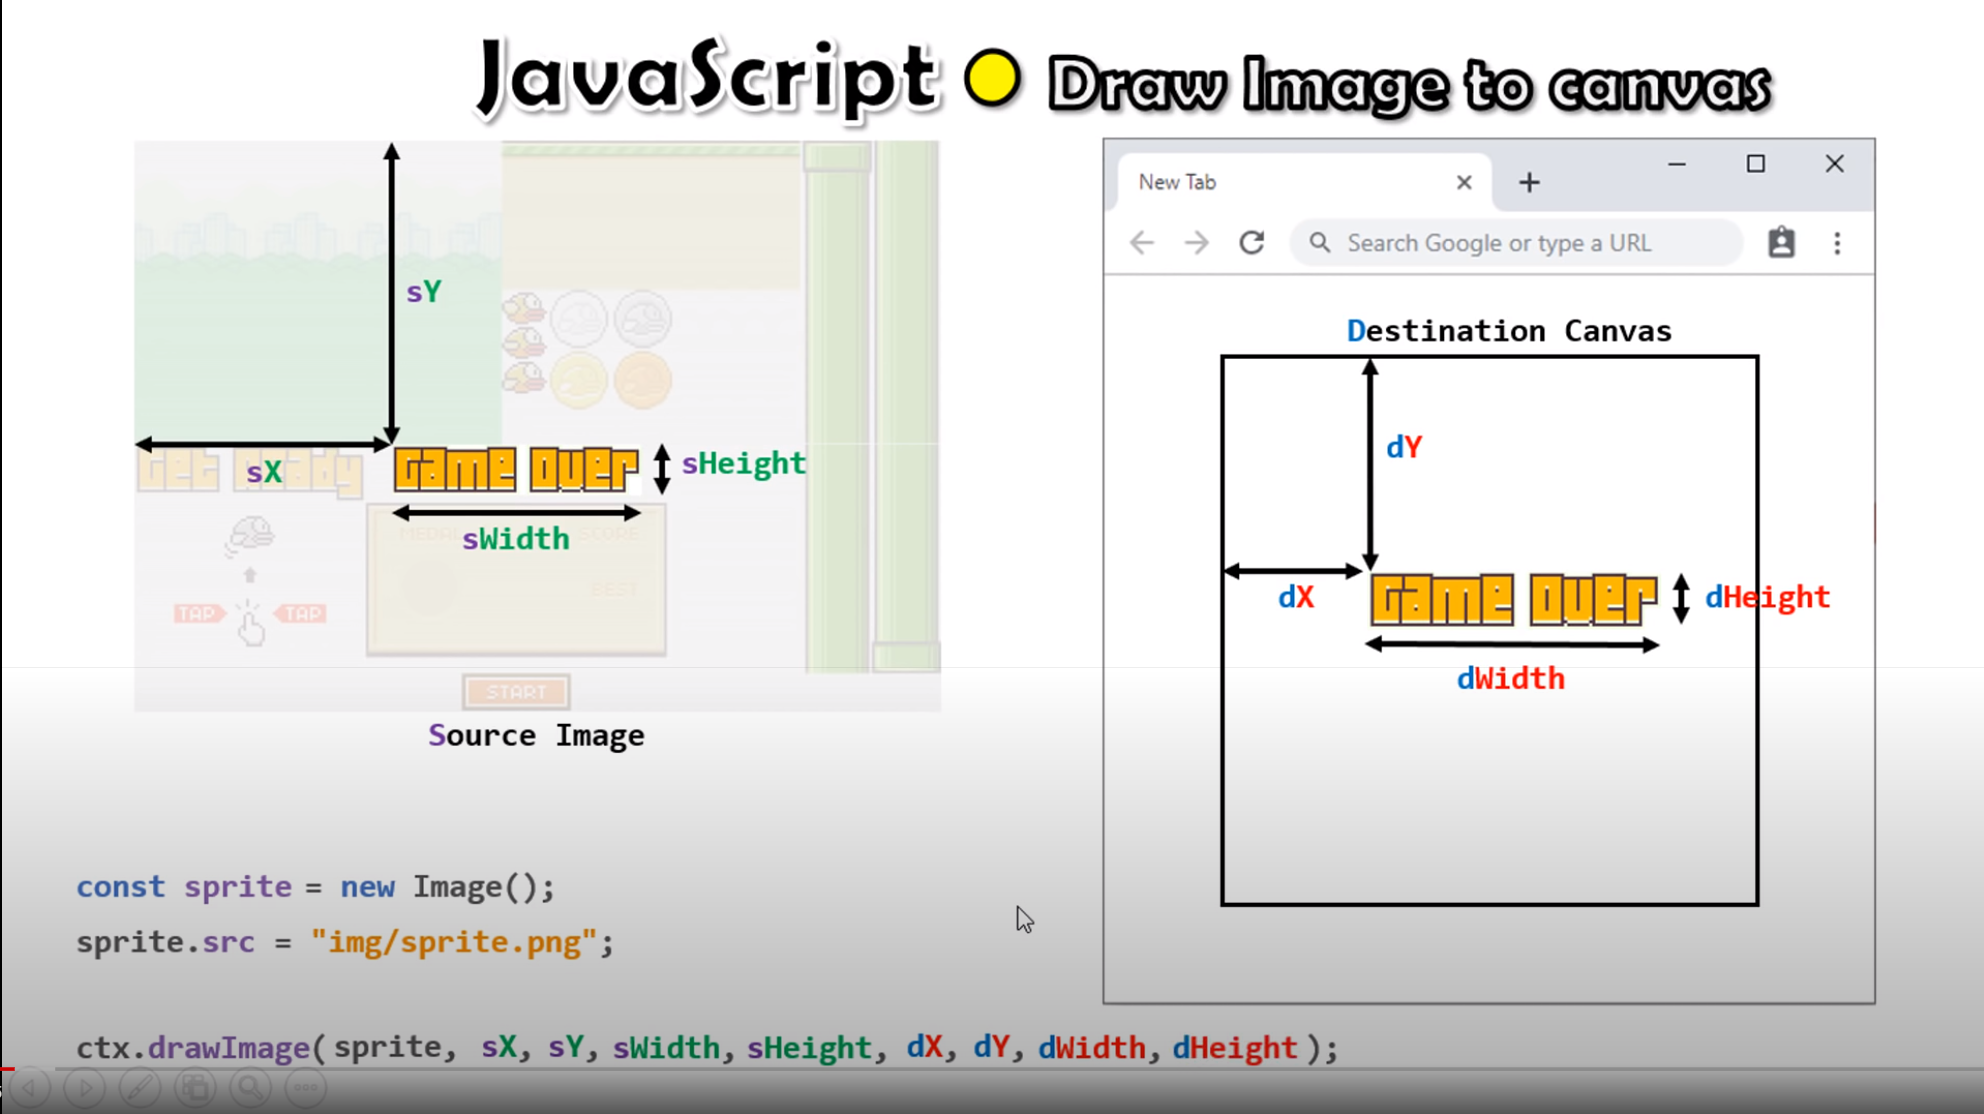 JavaScript Draw Image to canvas
sY
Get Ready
sX
Game Over
sHeight
sWidth
MEDAL SCORE
BEST
TAP TAP
START
Source Image
New Tab
Search Google or type a URL
Destination Canvas
dY
dX
Game Over
dHeight
dWidth
const sprite = new Image();
sprite.src = "img/sprite.png";
ctx.drawImage( sprite, sX, sY, sWidth, sHeight, dX, dY, dWidth, dHeight );